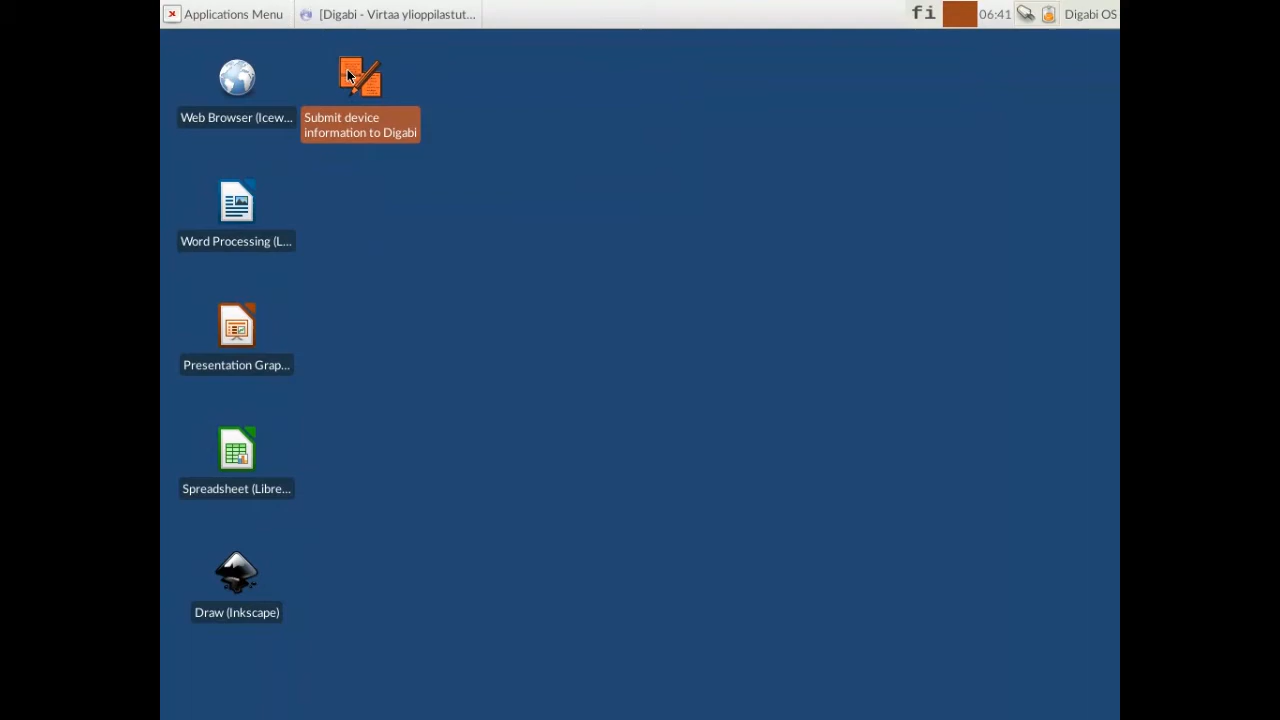 Applications Menu
[Digabi - Virtaa ylioppilastut...
fi
06:41
Digabi OS
Web Browser (Icew...
Submit device
information to Digabi
Word Processing (L...
Presentation Grap...
Spreadsheet (Libre...
Draw (Inkscape)